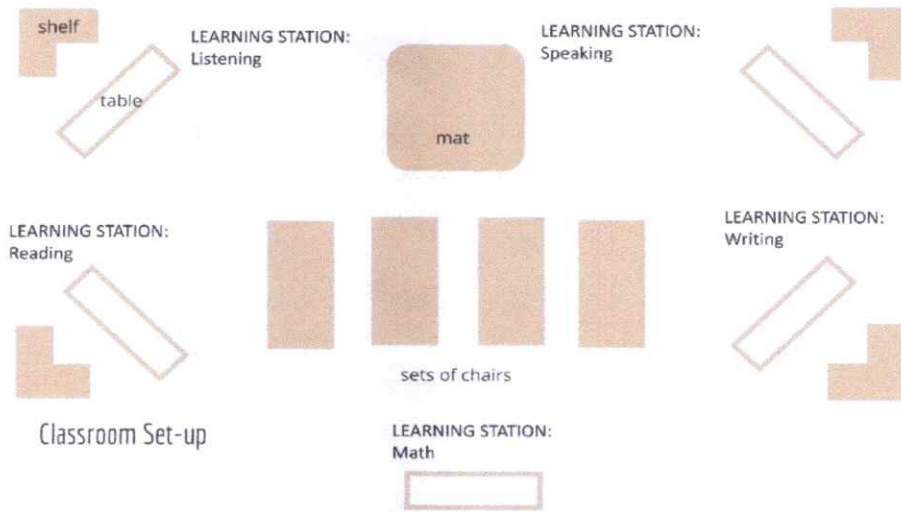 shelf
LEARNING STATION:
Listening
table
LEARNING STATION:
Speaking
mat
LEARNING STATION:
Reading
LEARNING STATION:
Writing
sets of chairs
Classroom Set-up
LEARNING STATION:
Math